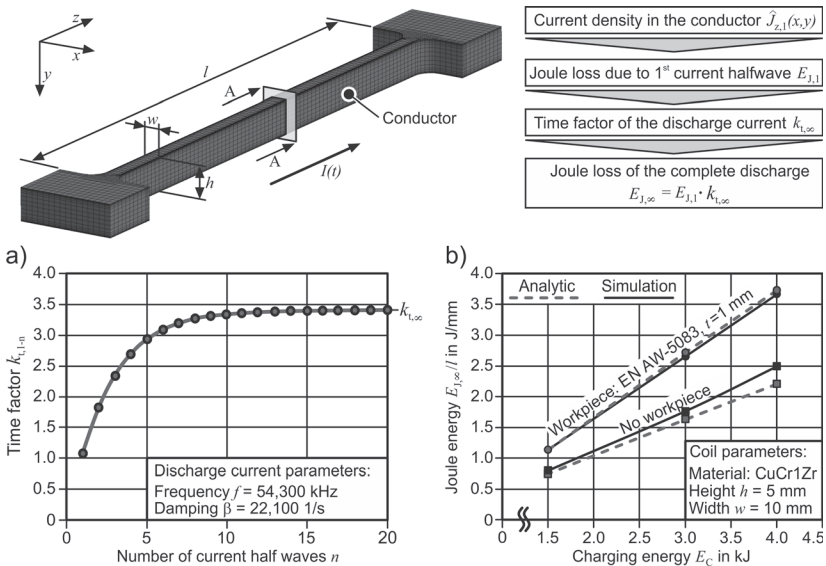 z
x
y
l
A
w
Conductor
A
h
I(t)
Current density in the conductor Ĵz,1(x,y)
Joule loss due to 1st current halfwave EJ,1
Time factor of the discharge current kt,∞
Joule loss of the complete discharge
EJ,∞ = EJ,1 · kt,∞
a)
Time factor kt,1-n
4.0
3.5
3.0
2.5
2.0
1.5
1.0
0.5
0
kt,∞
Discharge current parameters:
Frequency f = 54,300 kHz
Damping β = 22,100 1/s
0 5 10 15 20
Number of current half waves n
b)
Joule energy EJ,∞/l in J/mm
4.0
3.5
3.0
2.5
2.0
1.5
1.0
0.5
0
Analytic Simulation
Workpiece: EN AW-5083, t=1 mm
No workpiece
Coil parameters:
Material: CuCr1Zr
Height h = 5 mm
Width w = 10 mm
0 1.5 2.0 2.5 3.0 3.5 4.0 4.5
Charging energy EC in kJ